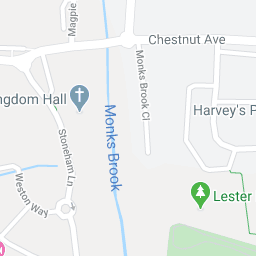 Magpie
Chestnut Ave
Monks Brook Cl
ngdom Hall
Harvey's P
Monks Brook
Stoneham Ln
Weston Way
Lester